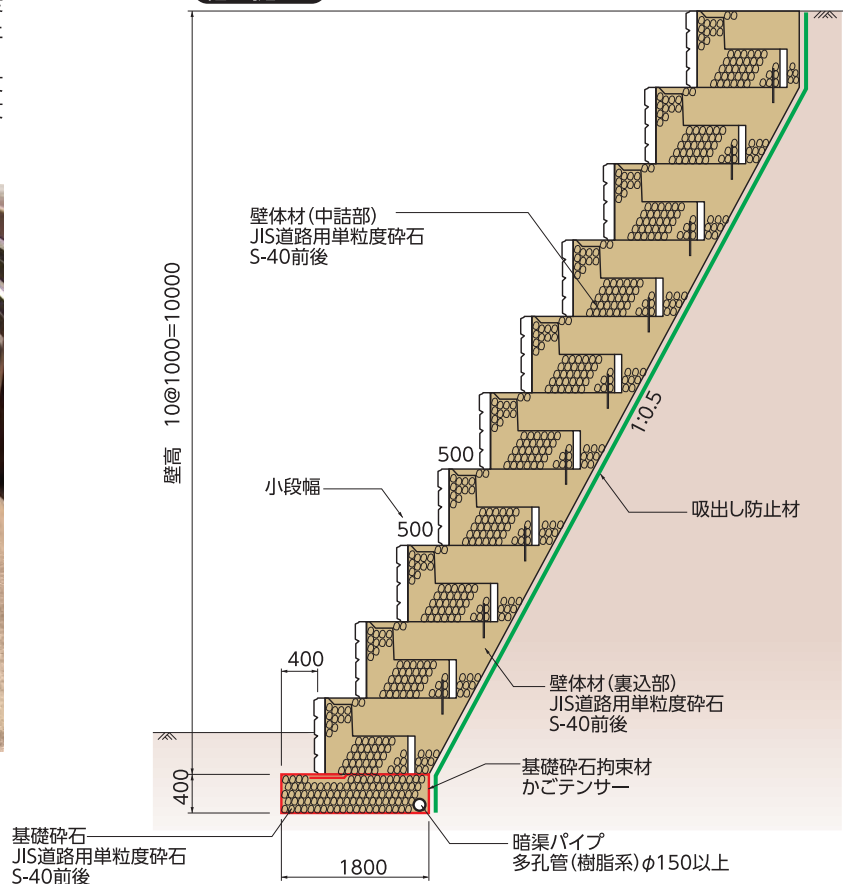 壁体材(中詰部)
JIS道路用単粒度砕石
S-40前後
壁高 10@1000=10000
1:0.5
500
小段幅
500
吸出し防止材
400
壁体材(裏込部)
JIS道路用単粒度砕石
S-40前後
400
基礎砕石拘束材
かごテンサー
基礎砕石
JIS道路用単粒度砕石
S-40前後
1800
暗渠パイプ
多孔管(樹脂系)φ150以上